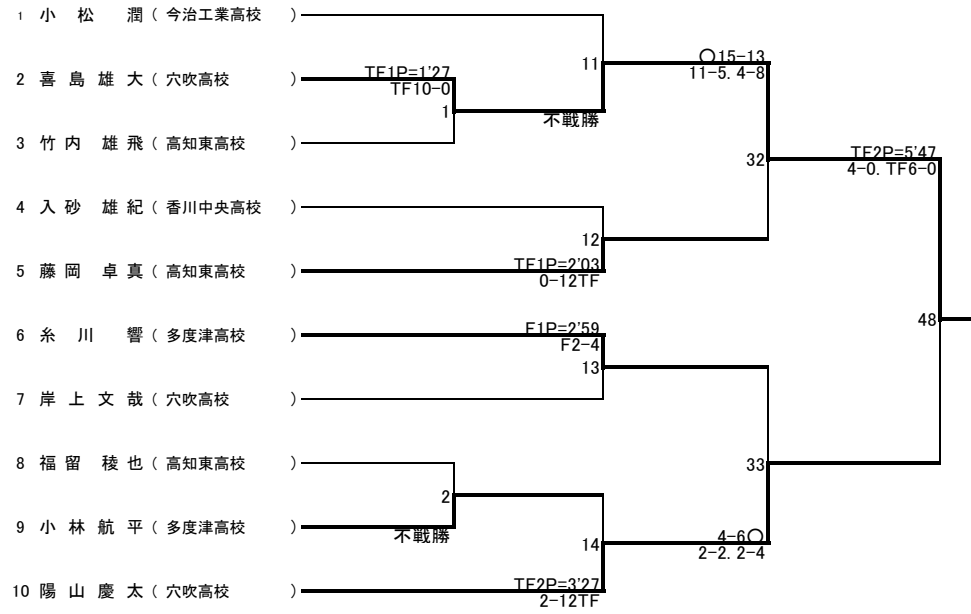 1 小 松 潤 ( 今治工業高校 )
11
○15-13
11-5. 4-8
2 喜 島 雄 大 ( 穴吹高校 )
TF1P=1'27
TF10-0
1
不戦勝
3 竹 内 雄 飛 ( 高知東高校 )
32
TF2P=5'47
4-0. TF6-0
4 入 砂 雄 紀 ( 香川中央高校 )
12
5 藤 岡 卓 真 ( 高知東高校 )
TF1P=2'03
0-12TF
6 糸 川 響 ( 多度津高校 )
F1P=2'59
F2-4
48
13
7 岸 上 文 哉 ( 穴吹高校 )
8 福 留 稜 也 ( 高知東高校 )
33
2
9 小 林 航 平 ( 多度津高校 )
不戦勝
14
4-6○
2-2. 2-4
10 陽 山 慶 太 ( 穴吹高校 )
TF2P=3'27
2-12TF